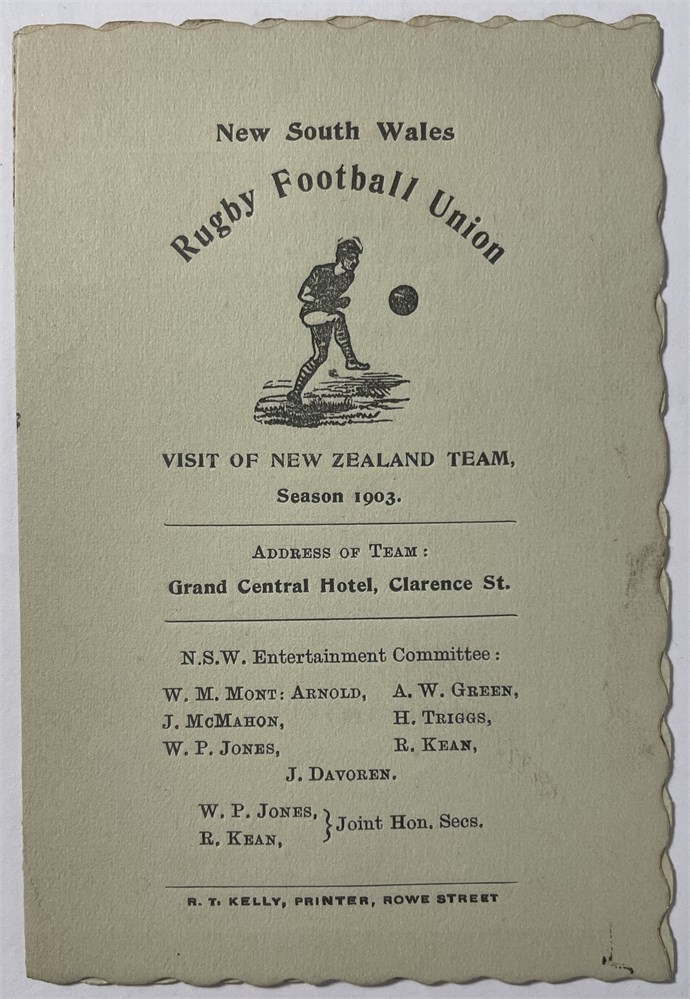 New South Wales
Rugby Football Union
VISIT OF NEW ZEALAND TEAM,
Season 1903.
ADDRESS OF TEAM :
Grand Central Hotel, Clarence St.
N.S.W. Entertainment Committee :
W. M. MONT: ARNOLD, A. W. GREEN,
J. McMAHON, H. TRIGGS,
W. P. JONES, R. KEAN,
J. DAVOREN.
W. P. JONES,
R. KEAN, } Joint Hon. Secs.
R. T. KELLY, PRINTER, ROWE STREET